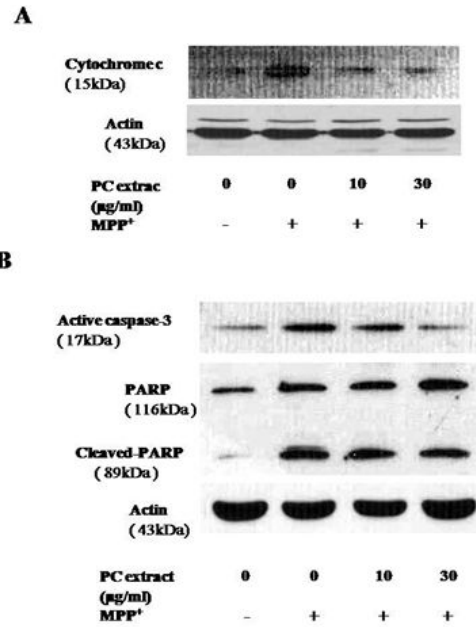 A
Cytochrome c
(15kDa)
Actin
(43kDa)
PC extrac 0 0 10 30
(µg/ml)
MPP+ - + + +
B
Active caspase-3
(17kDa)
PARP
(116kDa)
Cleaved-PARP
(89kDa)
Actin
(43kDa)
PC extract 0 0 10 30
(µg/ml)
MPP+ - + + +